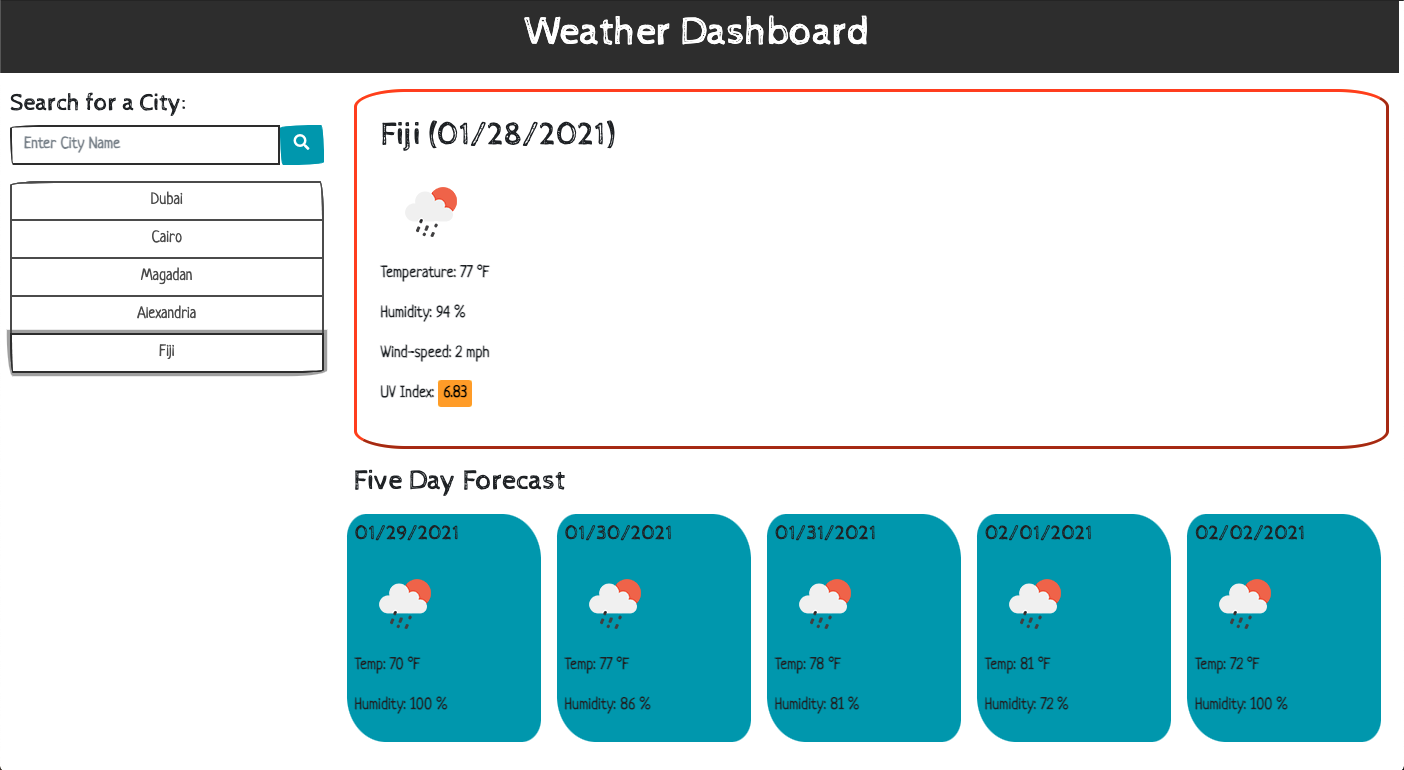 Weather Dashboard
Search for a City:
Enter City Name
Dubai
Cairo
Magadan
Alexandria
Fiji
Fiji (01/28/2021)
Temperature: 77 °F
Humidity: 94 %
Wind-speed: 2 mph
UV Index: 6.83
Five Day Forecast
01/29/2021
Temp: 70 °F
Humidity: 100 %
01/30/2021
Temp: 77 °F
Humidity: 86 %
01/31/2021
Temp: 78 °F
Humidity: 81 %
02/01/2021
Temp: 81 °F
Humidity: 72 %
02/02/2021
Temp: 72 °F
Humidity: 100 %